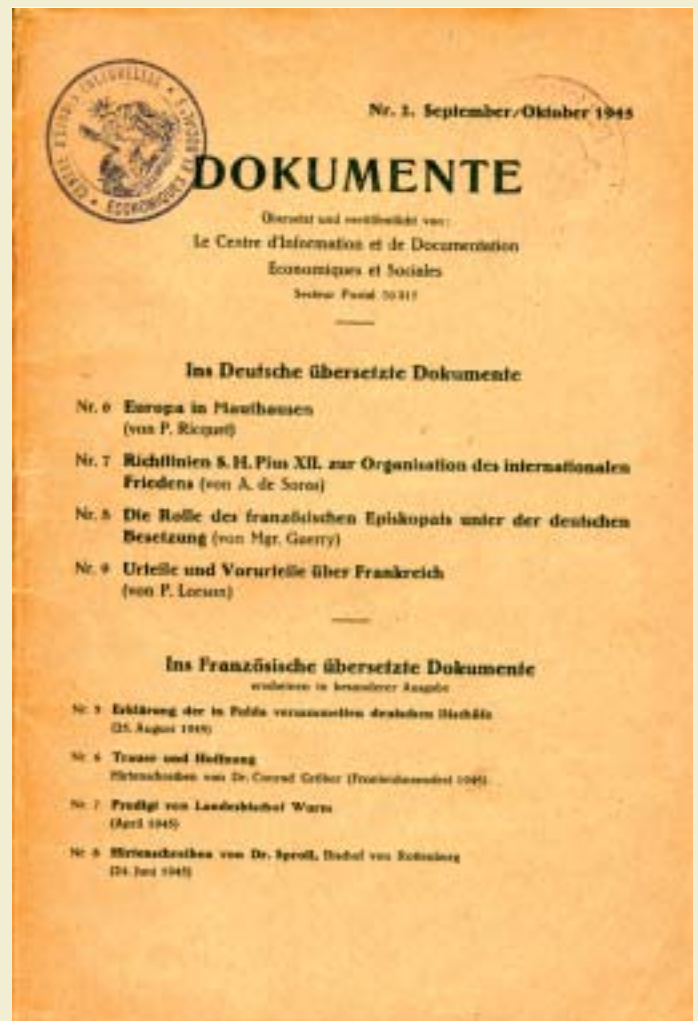 Nr. 2. September/Oktober 1945
DOKUMENTE
Übersetzt und veröffentlicht von:
Le Centre d'Information et de Documentation
Economiques et Sociales
Secteur Postal
Ins Deutsche übersetzte Dokumente
Nr. 6 Europa in Mauthausen
(von P. Ricquet)
Nr. 7 Richtlinien S. H. Pius XII. zur Organisation des internationalen
Friedens (von A. de Soras)
Nr. 8 Die Rolle des französischen Episkopats unter der deutschen
Besetzung (von Mgr. Guerry)
Nr. 9 Urteile und Vorurteile über Frankreich
(von P.
Ins Französische übersetzte Dokumente
erscheinen in besonderer Ausgabe
Nr. 5 Erklärung der in Fulda versammelten deutschen Bischöfe
(25. August 1945)
Nr. 6 Trauer und Hoffnung
Hirtenschreiben von Dr. Conrad Gröber (Fronleichnamsfest 1945)
Nr. 7 Predigt von Landesbischof Wurm
(April 1945)
Nr. 8 Hirtenschreiben von Dr. Sproll, Bischof von Rottenburg
(24. Juni 1945)